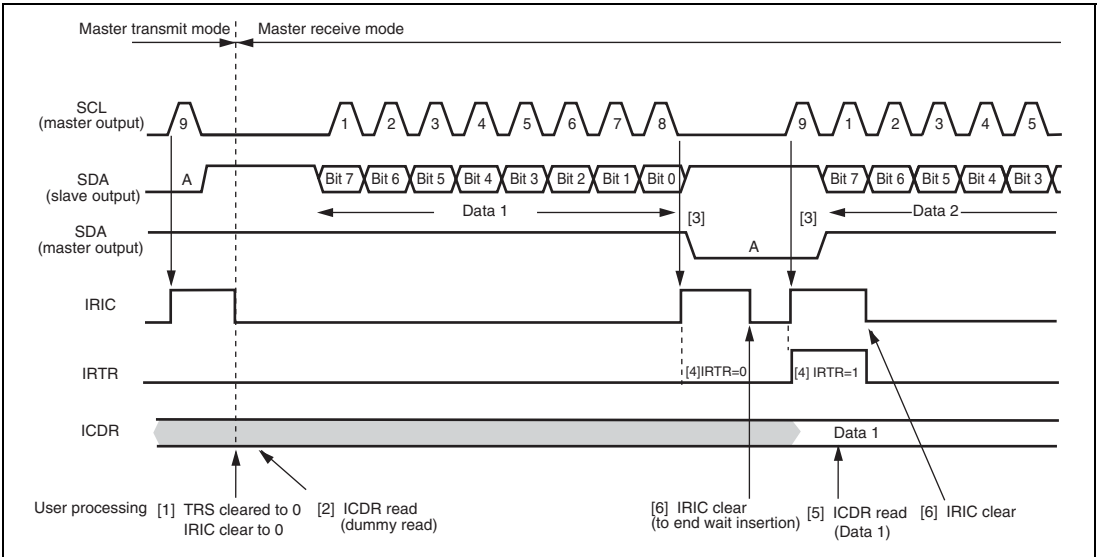 Master transmit mode
Master receive mode
SCL
(master output)
9 1 2 3 4 5 6 7 8 9 1 2 3 4 5
SDA
(slave output)
A Bit 7 Bit 6 Bit 5 Bit 4 Bit 3 Bit 2 Bit 1 Bit 0 Bit 7 Bit 6 Bit 5 Bit 4 Bit 3
Data 1 [3] [3] Data 2
SDA
(master output)
A
IRIC
IRTR
[4]IRTR=0 [4] IRTR=1
ICDR
Data 1
User processing
[1] TRS cleared to 0
IRIC clear to 0
[2] ICDR read
(dummy read)
[6] IRIC clear
(to end wait insertion)
[5] ICDR read
(Data 1)
[6] IRIC clear